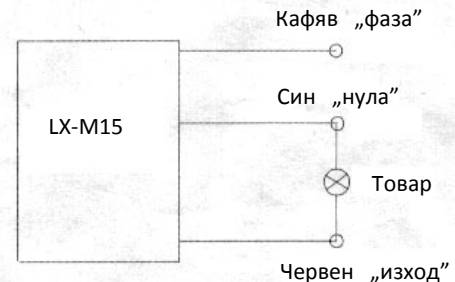 Кафяв „фаза”
Син „нула”
LX-M15
Товар
Червен „изход”